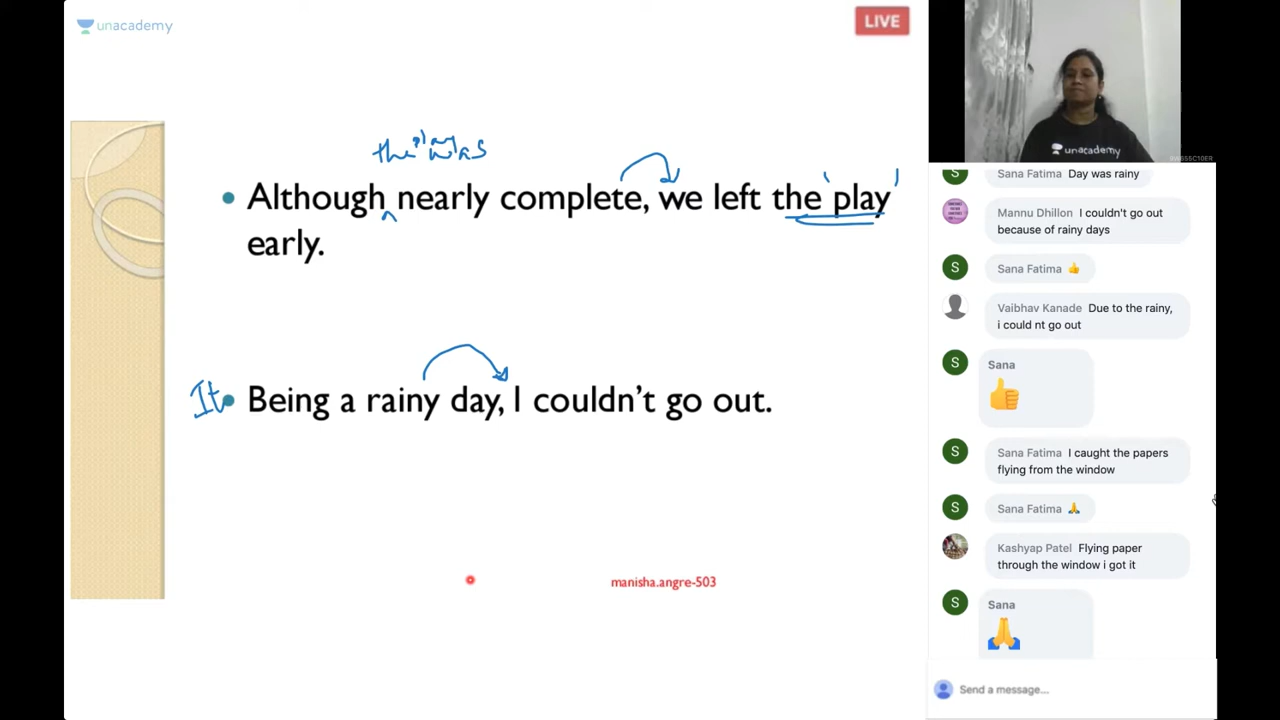 unacademy
LIVE
the play was
Although nearly complete, we left the 'play'
early.
It
Being a rainy day, I couldn't go out.
manisha.angre-503
unacademy
Sana Fatima Day was rainy
Mannu Dhillon I couldn't go out
because of rainy days
S
Sana Fatima 👍
Vaibhav Kanade Due to the rainy,
i could nt go out
S
Sana
👍
S
Sana Fatima I caught the papers
flying from the window
S
Sana Fatima 🙏
Kashyap Patel Flying paper
through the window i got it
S
Sana
🙏
Send a message...